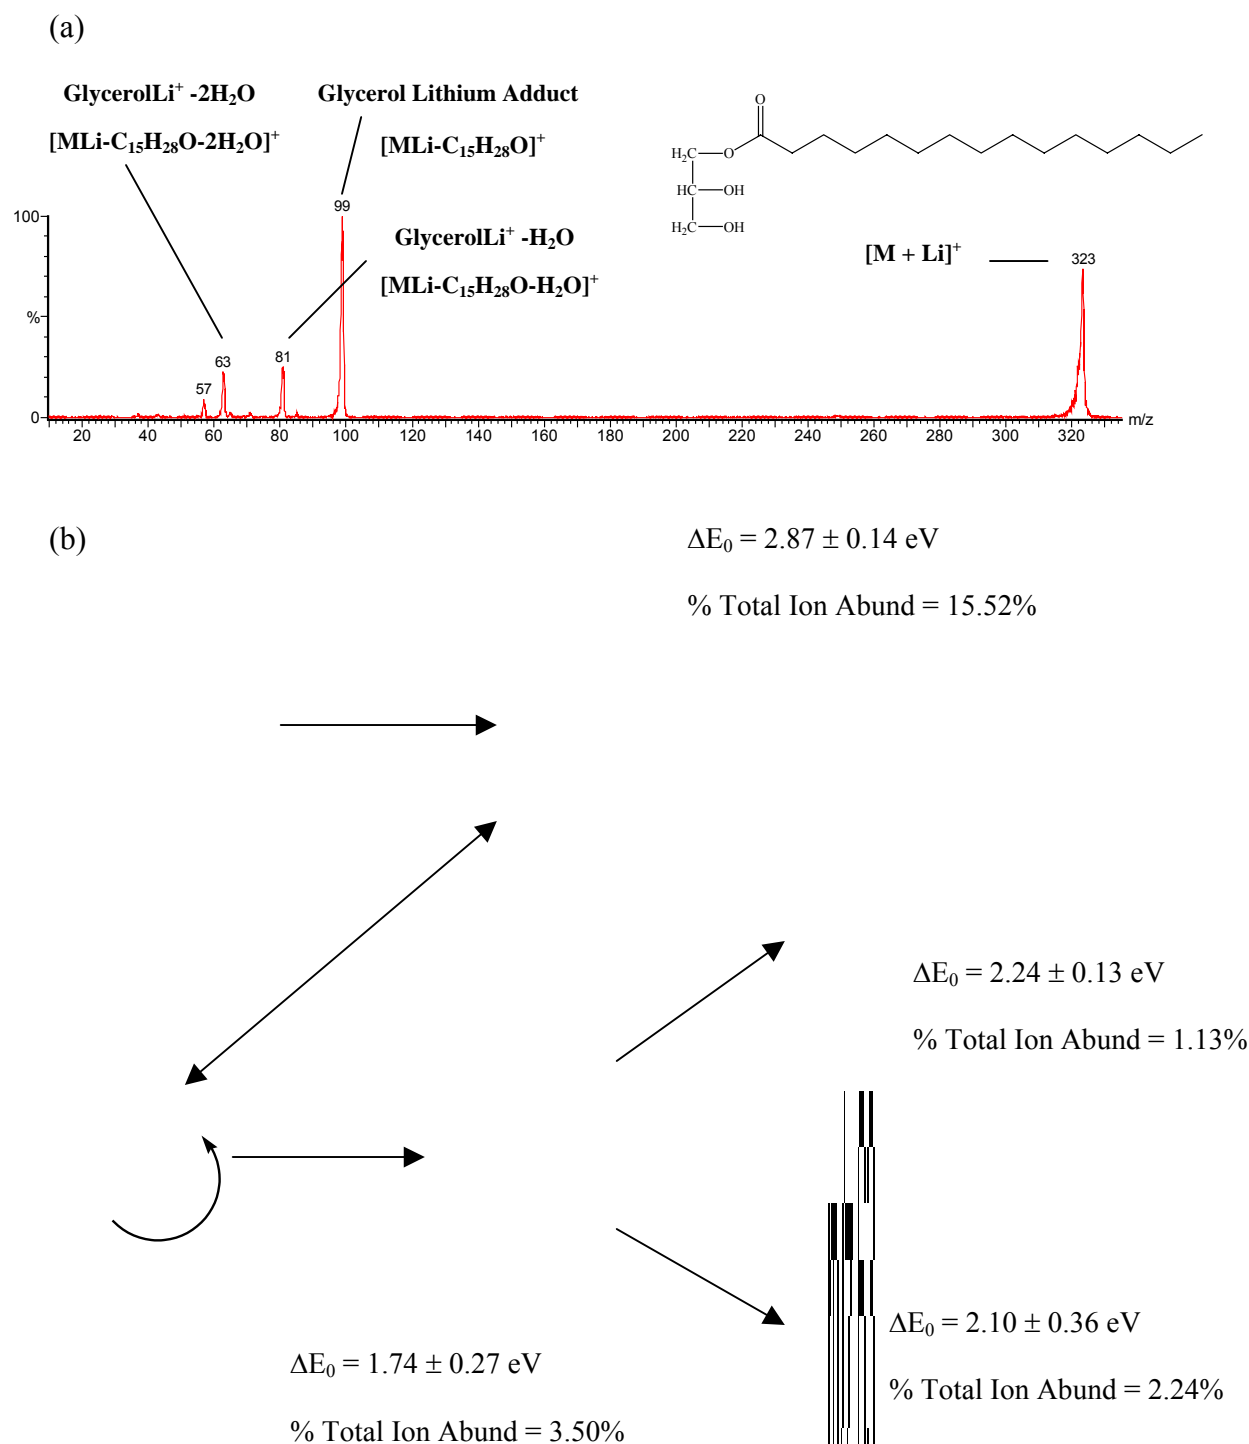 (a)
GlycerolLi⁺ -2H₂O
Glycerol Lithium Adduct
[MLi-C₁₅H₂₈O-2H₂O]⁺
[MLi-C₁₅H₂₈O]⁺
GlycerolLi⁺ -H₂O
[MLi-C₁₅H₂₈O-H₂O]⁺
O
H₂C—O
HC—OH
H₂C—OH
[M + Li]⁺
100
%
0
57
63
81
99
323
20 40 60 80 100 120 140 160 180 200 220 240 260 280 300 320 m/z
(b)
ΔE₀ = 2.87 ± 0.14 eV
% Total Ion Abund = 15.52%
ΔE₀ = 2.24 ± 0.13 eV
% Total Ion Abund = 1.13%
ΔE₀ = 2.10 ± 0.36 eV
% Total Ion Abund = 2.24%
ΔE₀ = 1.74 ± 0.27 eV
% Total Ion Abund = 3.50%